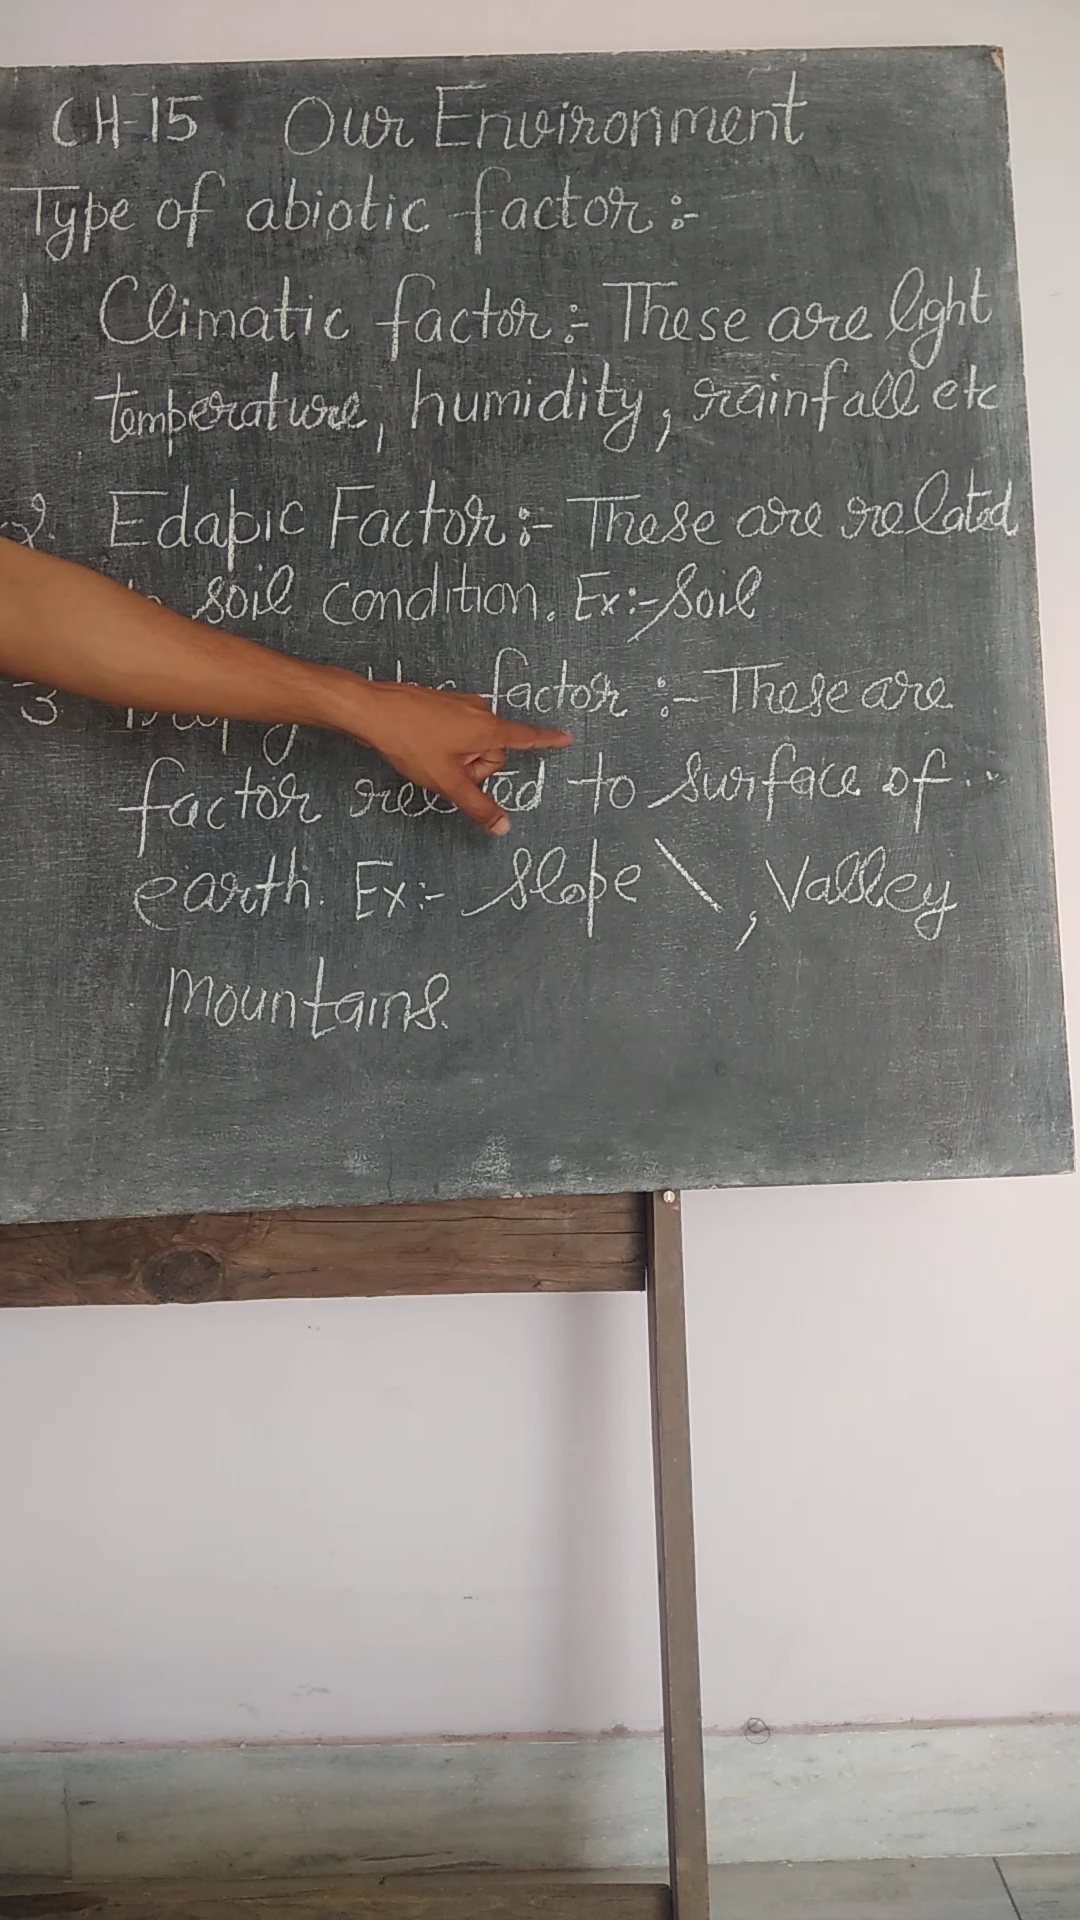 CH-15 Our Environment
Type of abiotic factor :-
1 Climatic factor :- These are light
temperature, humidity, rainfall etc
2. Edapic Factor :- These are related
to soil condition. Ex :- Soil
3 factor :- These are
factor related to surface of ..
earth. Ex :- Slope \, Valley
Mountains.